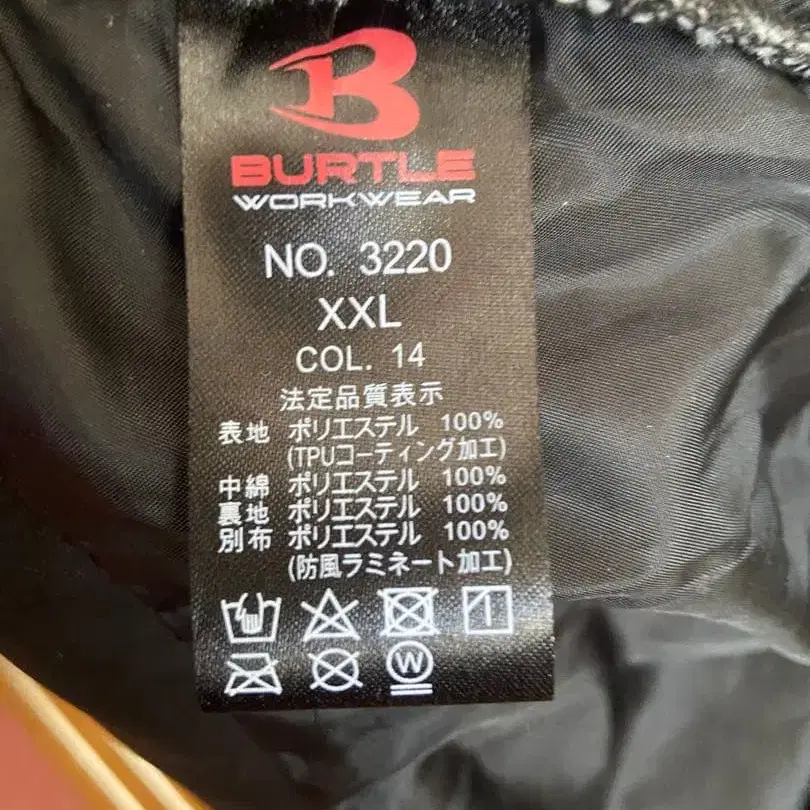 B
BURTLE
WORKWEAR
NO. 3220
XXL
COL. 14
法定品質表示
表地 ポリエステル 100%
(TPUコーティング加工)
中綿 ポリエステル 100%
裏地 ポリエステル 100%
別布 ポリエステル 100%
(防風ラミネート加工)
W